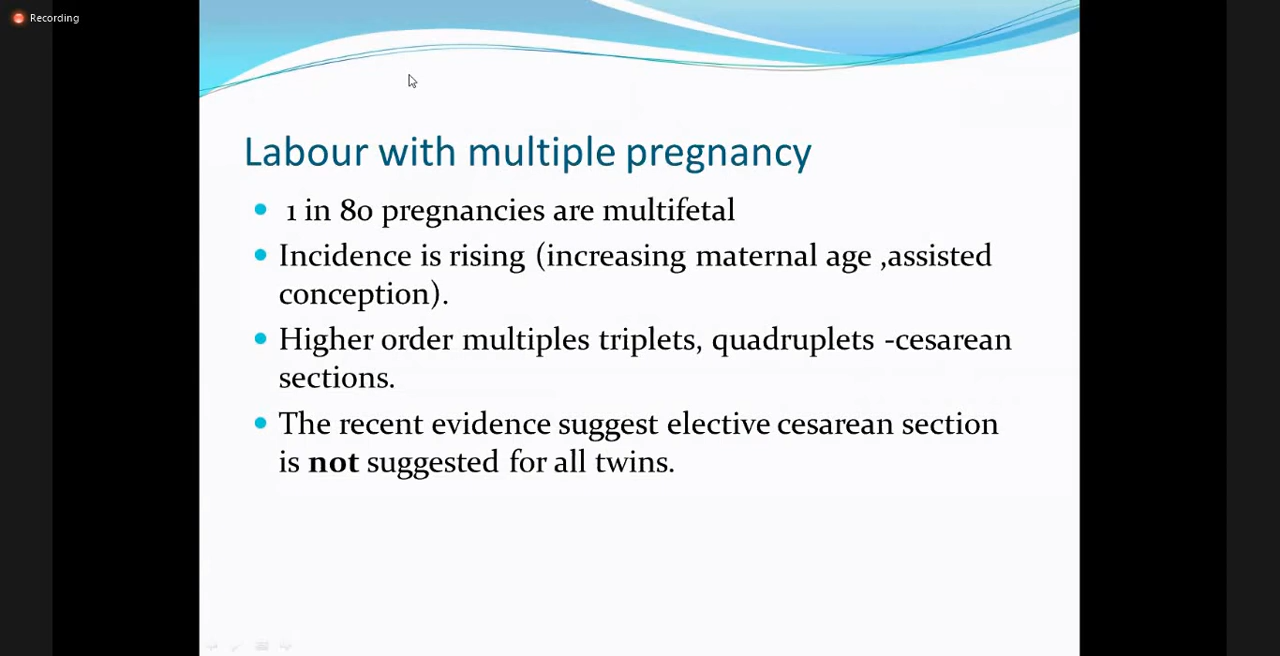 Recording
Labour with multiple pregnancy
1 in 80 pregnancies are multifetal
Incidence is rising (increasing maternal age ,assisted
conception).
Higher order multiples triplets, quadruplets -cesarean
sections.
The recent evidence suggest elective cesarean section
is not suggested for all twins.